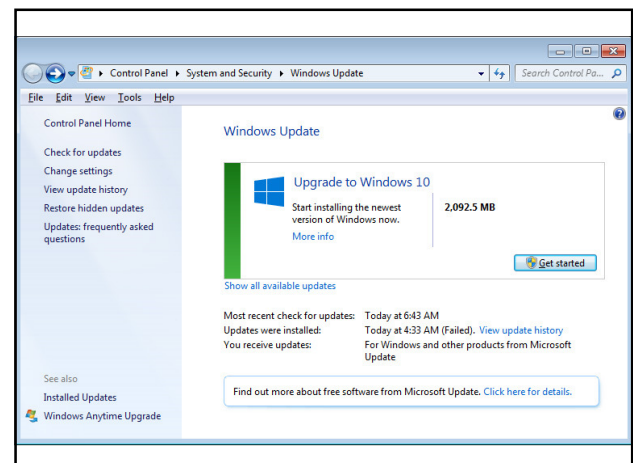 Control Panel ▸ System and Security ▸ Windows Update
Search Control Pa...
File Edit View Tools Help
Control Panel Home
Check for updates
Change settings
View update history
Restore hidden updates
Updates: frequently asked
questions
See also
Installed Updates
Windows Anytime Upgrade
Windows Update
Upgrade to Windows 10
Start installing the newest
version of Windows now.
More info
2,092.5 MB
Get started
Show all available updates
Most recent check for updates: Today at 6:43 AM
Updates were installed: Today at 4:33 AM (Failed). View update history
You receive updates: For Windows and other products from Microsoft
Update
Find out more about free software from Microsoft Update. Click here for details.